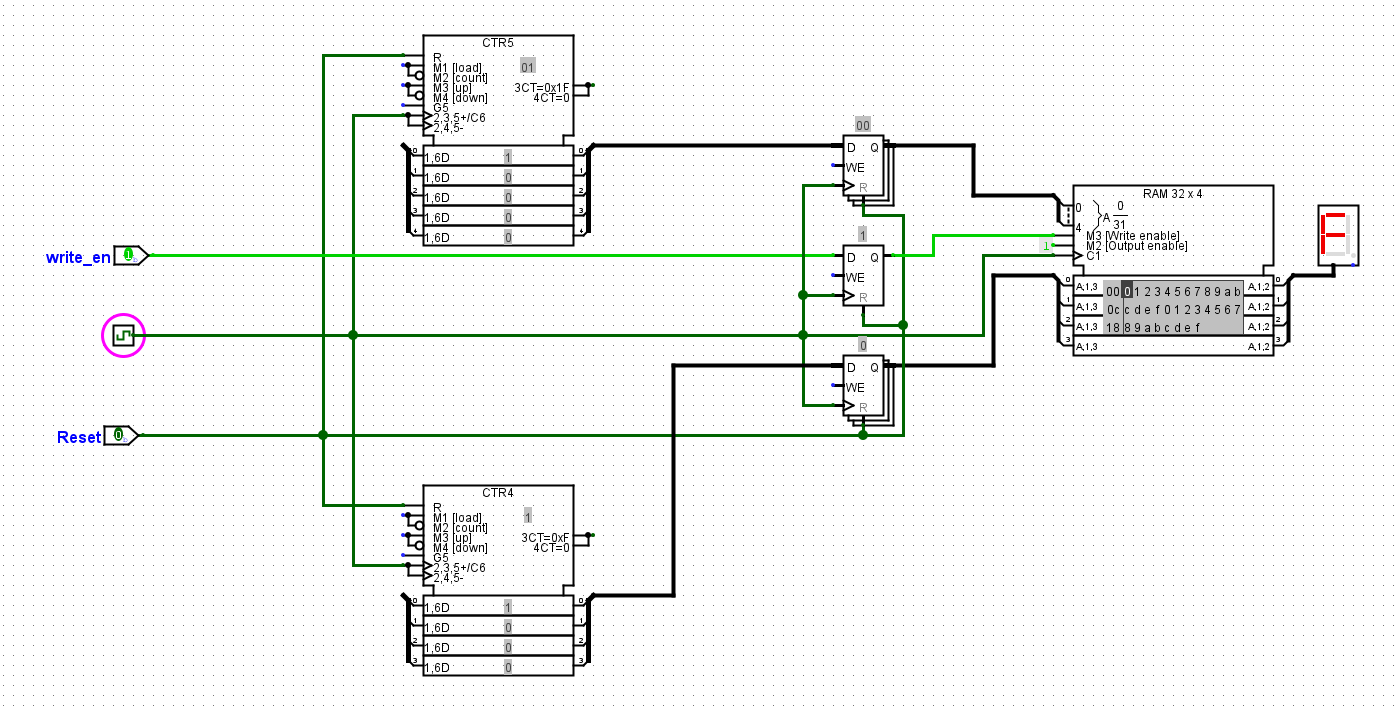 CTR5
R
M1 [load]
M2 [count]
M3 [up]
M4 [down]
G5
2,3,5+/C6
2,4,5-
01
3CT=0x1F
4CT=0
0 1,6D 1 0
1 1,6D 0 1
2 1,6D 0 2
3 1,6D 0 3
4 1,6D 0 4
write_en 1
Reset 0
CTR4
R
M1 [load]
M2 [count]
M3 [up]
M4 [down]
G5
2,3,5+/C6
2,4,5-
1
3CT=0xF
4CT=0
0 1,6D 1 0
1 1,6D 0 1
2 1,6D 0 2
3 1,6D 0 3
00
D Q
WE
R
1
D Q
WE
R
0
D Q
WE
R
RAM 32 x 4
0
4
A 0
31
M3 [Write enable]
1 M2 [Output enable]
C1
0 A,1,3 00 0 1 2 3 4 5 6 7 8 9 a b A,1,2 0
1 A,1,3 0c c d e f 0 1 2 3 4 5 6 7 A,1,2 1
2 A,1,3 18 8 9 a b c d e f A,1,2 2
3 A,1,3 A,1,2 3
F